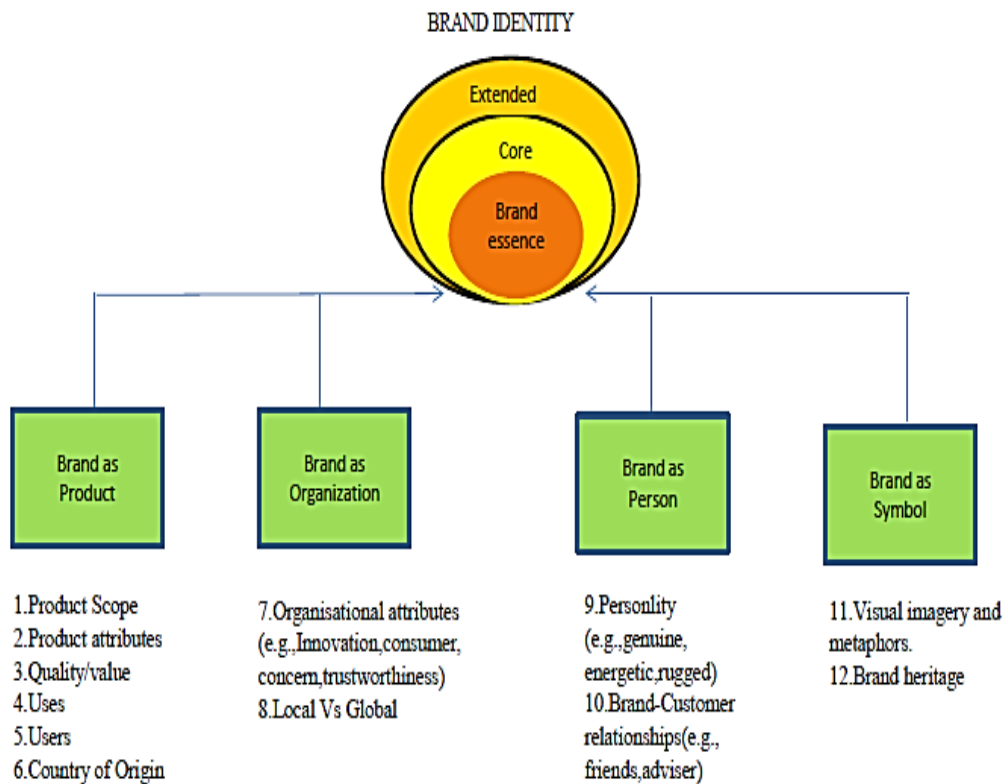 BRAND IDENTITY
Extended
Core
Brand
essence
Brand as
Product
Brand as
Organization
Brand as
Person
Brand as
Symbol
1.Product Scope
2.Product attributes
3.Quality/value
4.Uses
5.Users
6.Country of Origin
7.Organisational attributes
(e.g.,Innovation,consumer,
concern,trustworthiness)
8.Local Vs Global
9.Personlity
(e.g.,genuine,
energetic,rugged)
10.Brand-Customer
relationships(e.g.,
friends,adviser)
11.Visual imagery and
metaphors.
12.Brand heritage